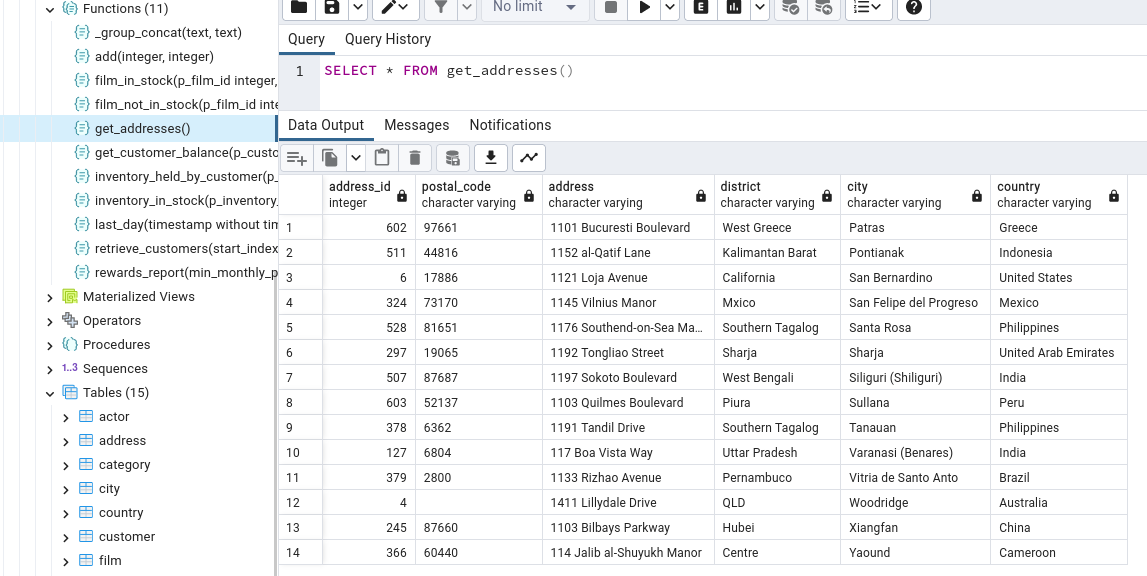 Functions (11)
_group_concat(text, text)
add(integer, integer)
film_in_stock(p_film_id integer,
film_not_in_stock(p_film_id inte
get_addresses()
get_customer_balance(p_custo
inventory_held_by_customer(p_
inventory_in_stock(p_inventory_
last_day(timestamp without tim
retrieve_customers(start_index
rewards_report(min_monthly_p
Materialized Views
Operators
Procedures
1..3 Sequences
Tables (15)
actor
address
category
city
country
customer
film
No limit
E
Query Query History
1 SELECT * FROM get_addresses()
Data Output Messages Notifications
address_id postal_code address district city country
integer character varying character varying character varying character varying character varying
1 602 97661 1101 Bucuresti Boulevard West Greece Patras Greece
2 511 44816 1152 al-Qatif Lane Kalimantan Barat Pontianak Indonesia
3 6 17886 1121 Loja Avenue California San Bernardino United States
4 324 73170 1145 Vilnius Manor Mxico San Felipe del Progreso Mexico
5 528 81651 1176 Southend-on-Sea Ma... Southern Tagalog Santa Rosa Philippines
6 297 19065 1192 Tongliao Street Sharja Sharja United Arab Emirates
7 507 87687 1197 Sokoto Boulevard West Bengali Siliguri (Shiliguri) India
8 603 52137 1103 Quilmes Boulevard Piura Sullana Peru
9 378 6362 1191 Tandil Drive Southern Tagalog Tanauan Philippines
10 127 6804 117 Boa Vista Way Uttar Pradesh Varanasi (Benares) India
11 379 2800 1133 Rizhao Avenue Pernambuco Vitria de Santo Anto Brazil
12 4 1411 Lillydale Drive QLD Woodridge Australia
13 245 87660 1103 Bilbays Parkway Hubei Xiangfan China
14 366 60440 114 Jalib al-Shuyukh Manor Centre Yaound Cameroon